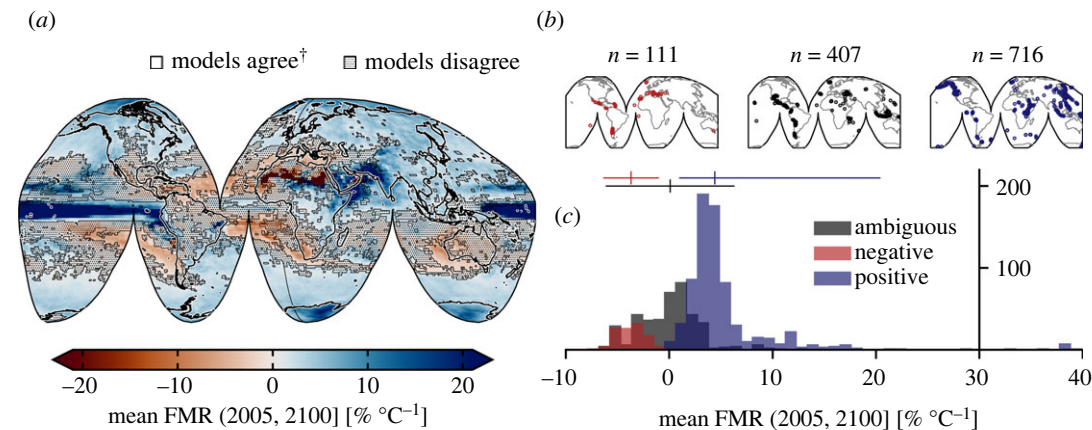 (a)
models agree† models disagree
−20 −10 0 10 20
mean FMR (2005, 2100) [% °C−1)
(b)
n = 111 n = 407 n = 716
(c)
ambiguous
negative
positive
200
100
−10 0 10 20 30 40
mean FMR (2005, 2100] [% °C−1)